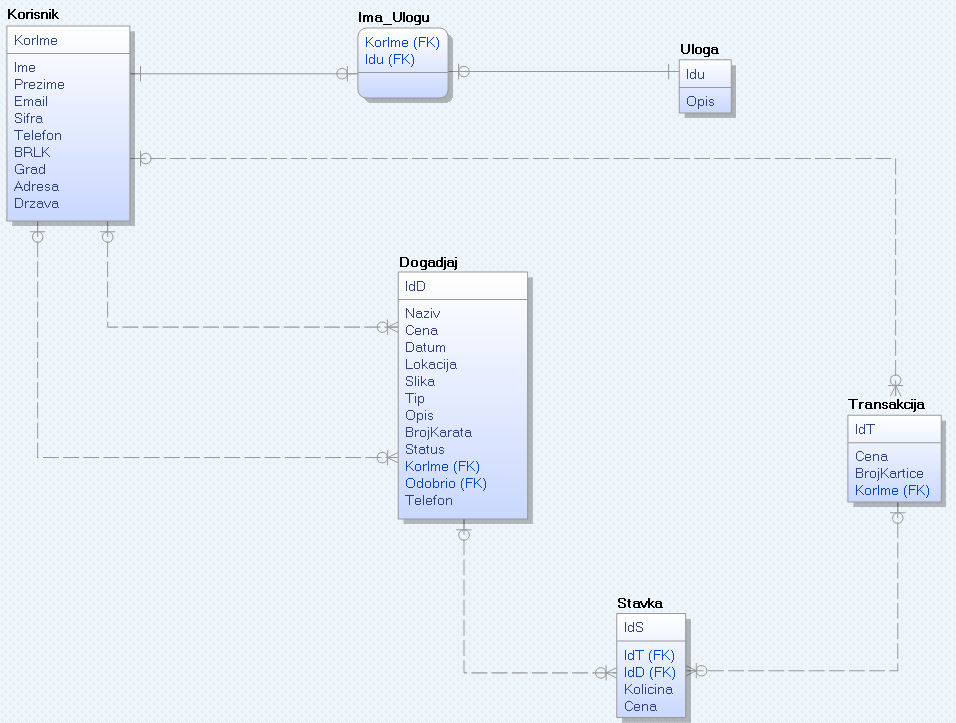 Korisnik
KorIme
Ime
Prezime
Email
Sifra
Telefon
BRLK
Grad
Adresa
Drzava
Ima_Ulogu
KorIme (FK)
Idu (FK)
Uloga
Idu
Opis
Dogadjaj
IdD
Naziv
Cena
Datum
Lokacija
Slika
Tip
Opis
BrojKarata
Status
KorIme (FK)
Odobrio (FK)
Telefon
Transakcija
IdT
Cena
BrojKartice
KorIme (FK)
Stavka
IdS
IdT (FK)
IdD (FK)
Kolicina
Cena